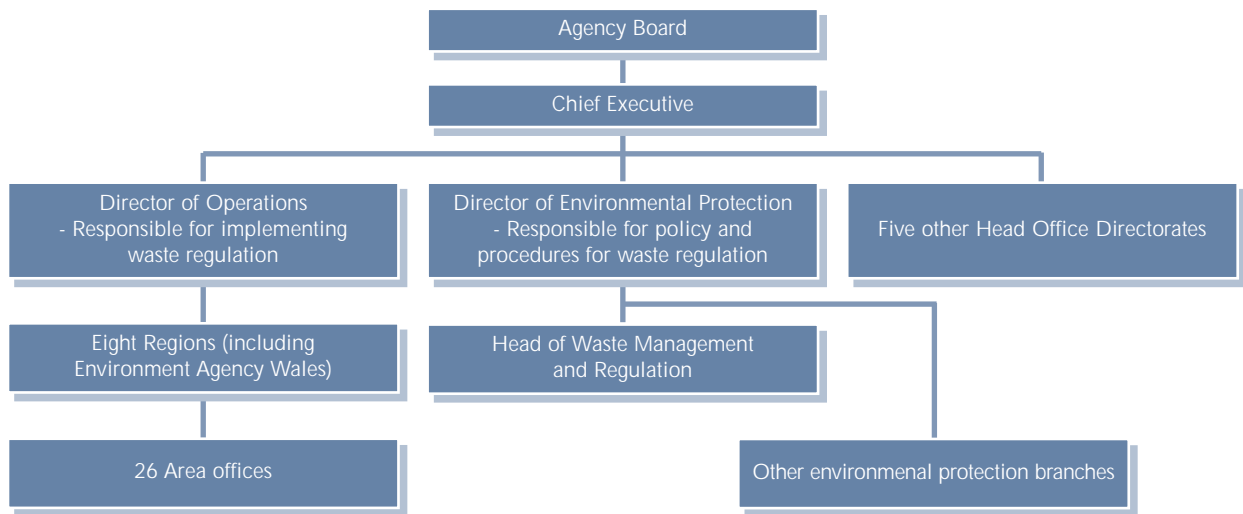 Agency Board
Chief Executive
Director of Operations
- Responsible for implementing
waste regulation
Director of Environmental Protection
- Responsible for policy and
procedures for waste regulation
Five other Head Office Directorates
Eight Regions (including
Environment Agency Wales)
Head of Waste Management
and Regulation
26 Area offices
Other environmenal protection branches